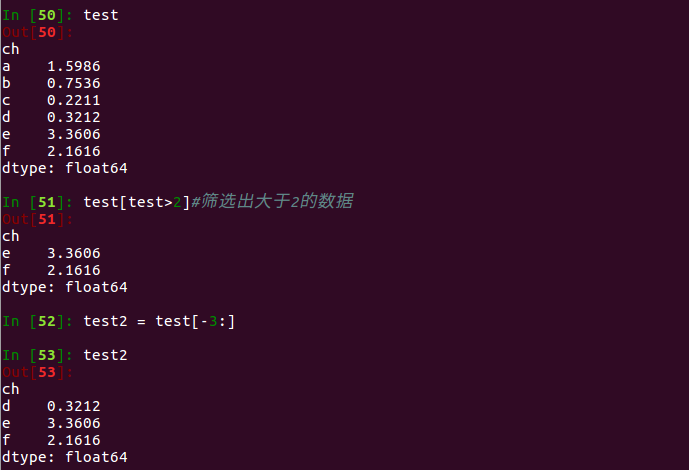 In [50]: test
Out[50]:
ch
a    1.5986
b    0.7536
c    0.2211
d    0.3212
e    3.3606
f    2.1616
dtype: float64
In [51]: test[test>2]#筛选出大于2的数据
Out[51]:
ch
e    3.3606
f    2.1616
dtype: float64
In [52]: test2 = test[-3:]
In [53]: test2
Out[53]:
ch
d    0.3212
e    3.3606
f    2.1616
dtype: float64